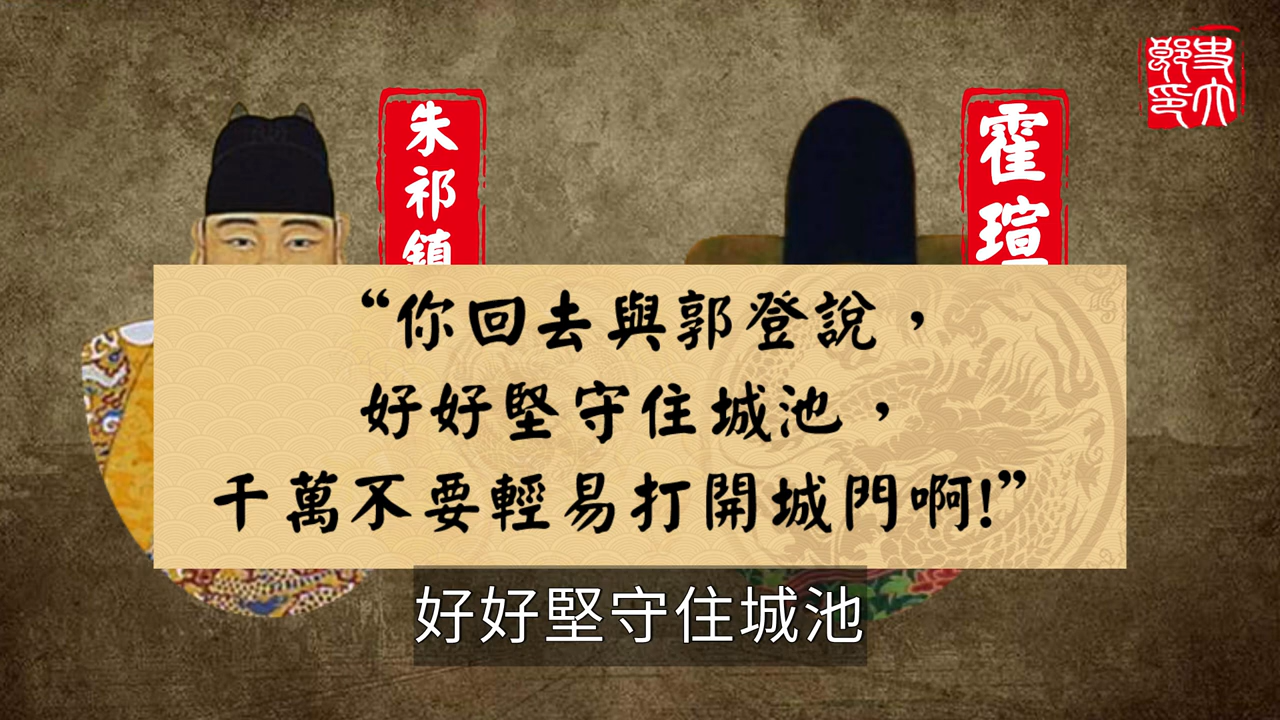 朱祁鎮
霍瑄
“你回去與郭登說，
好好堅守住城池，
千萬不要輕易打開城門啊!”
好好堅守住城池